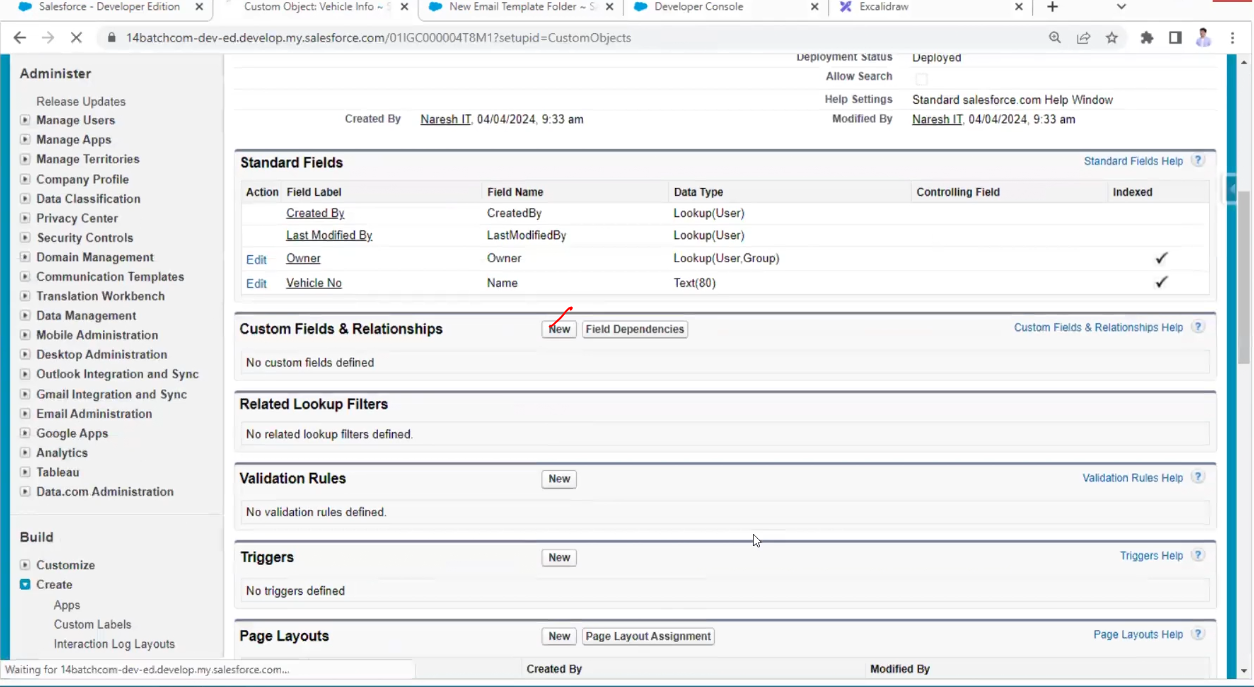 Salesforce - Developer Edition
Custom Object: Vehicle Info ~
New Email Template Folder ~ S
Developer Console
Excalidraw
14batchcom-dev-ed.develop.my.salesforce.com/01IGC000004T8M1?setupid=CustomObjects
Administer
Release Updates
Manage Users
Manage Apps
Manage Territories
Company Profile
Data Classification
Privacy Center
Security Controls
Domain Management
Communication Templates
Translation Workbench
Data Management
Mobile Administration
Desktop Administration
Outlook Integration and Sync
Gmail Integration and Sync
Email Administration
Google Apps
Analytics
Tableau
Data.com Administration
Build
Customize
Create
Apps
Custom Labels
Interaction Log Layouts
Waiting for 14batchcom-dev-ed.develop.my.salesforce.com...
Deployment Status Deployed
Allow Search
Help Settings Standard salesforce.com Help Window
Created By Naresh IT, 04/04/2024, 9:33 am Modified By Naresh IT, 04/04/2024, 9:33 am
Standard Fields Standard Fields Help ?
Action Field Label Field Name Data Type Controlling Field Indexed
Created By CreatedBy Lookup(User)
Last Modified By LastModifiedBy Lookup(User)
Edit Owner Owner Lookup(User,Group)
Edit Vehicle No Name Text(80)
Custom Fields & Relationships New Field Dependencies Custom Fields & Relationships Help ?
No custom fields defined
Related Lookup Filters
No related lookup filters defined.
Validation Rules New Validation Rules Help ?
No validation rules defined.
Triggers New Triggers Help ?
No triggers defined
Page Layouts New Page Layout Assignment Page Layouts Help ?
Created By Modified By